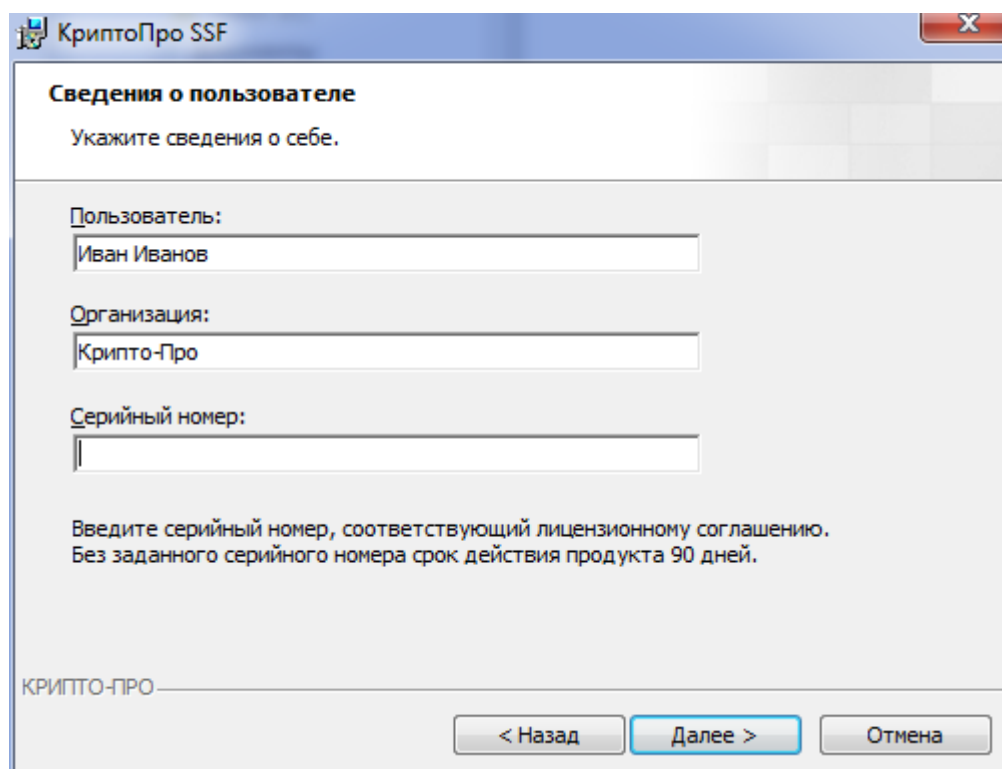 КриптоПро SSF
Сведения о пользователе
Укажите сведения о себе.
Пользователь:
Иван Иванов
Организация:
Крипто-Про
Серийный номер:
Введите серийный номер, соответствующий лицензионному соглашению.
Без заданного серийного номера срок действия продукта 90 дней.
КРИПТО-ПРО
< Назад
Далее >
Отмена